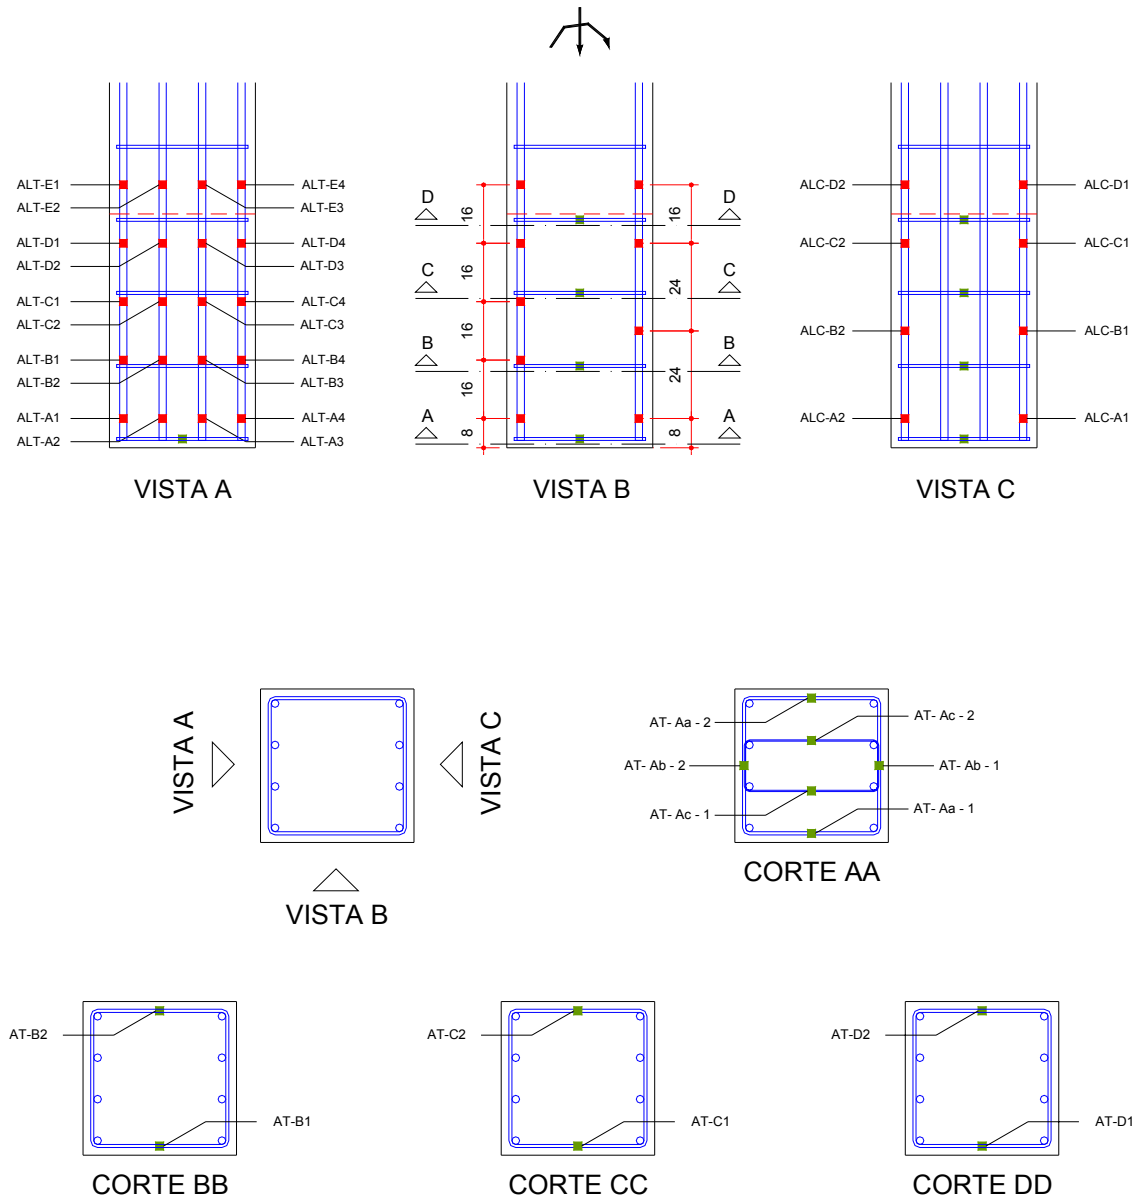 ALT-E1
ALT-E2
ALT-D1
ALT-D2
ALT-C1
ALT-C2
ALT-B1
ALT-B2
ALT-A1
ALT-A2
ALT-E4
ALT-E3
ALT-D4
ALT-D3
ALT-C4
ALT-C3
ALT-B4
ALT-B3
ALT-A4
ALT-A3
VISTA A
D
C
B
A
16
16
16
16
8
16
24
24
8
D
C
B
A
VISTA B
ALC-D2
ALC-C2
ALC-B2
ALC-A2
ALC-D1
ALC-C1
ALC-B1
ALC-A1
VISTA C
VISTA A
VISTA C
VISTA B
AT- Aa - 2
AT- Ac - 2
AT- Ab - 2
AT- Ab - 1
AT- Ac - 1
AT- Aa - 1
CORTE AA
AT-B2
AT-B1
CORTE BB
AT-C2
AT-C1
CORTE CC
AT-D2
AT-D1
CORTE DD